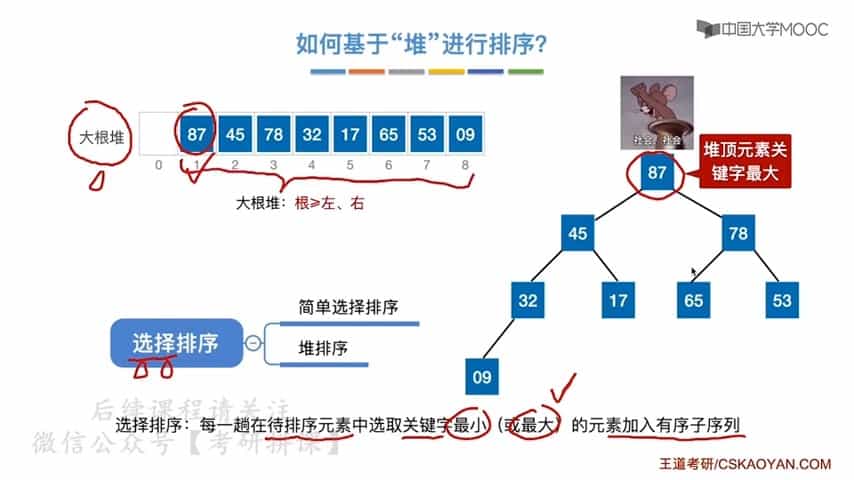 如何基于“堆”进行排序?
中国大学MOOC
大根堆
87 45 78 32 17 65 53 09
0 1 2 3 4 5 6 7 8
大根堆：根≥左、右
社会，社会
堆顶元素关
键字最大
87
45 78
32 17 65 53
09
选择排序
简单选择排序
堆排序
后续课程请关注
微信公众号【考研拼课】
选择排序：每一趟在待排序元素中选取关键字最小（或最大）的元素加入有序子序列
王道考研/CSKAOYAN.COM